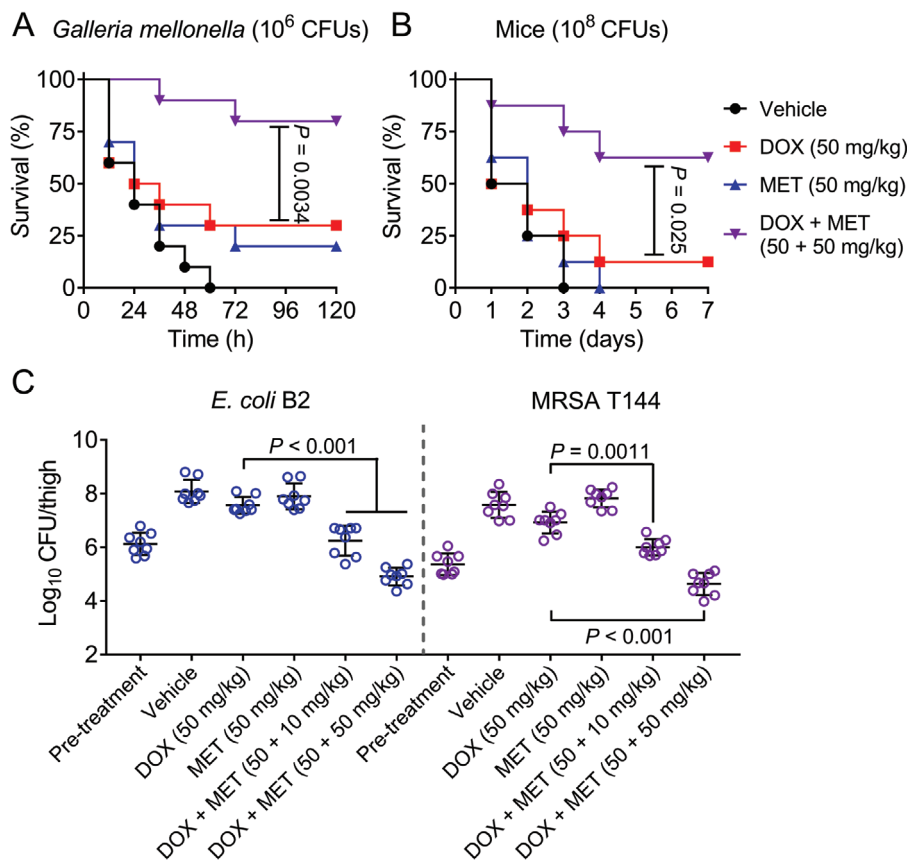 A Galleria mellonella (10⁶ CFUs)
B Mice (10⁸ CFUs)
Survival (%)
100
75
50
25
0
P = 0.0034
0 24 48 72 96 120
Time (h)
Survival (%)
100
75
50
25
0
P = 0.025
0 1 2 3 4 5 6 7
Time (days)
Vehicle
DOX (50 mg/kg)
MET (50 mg/kg)
DOX + MET
(50 + 50 mg/kg)
C
E. coli B2
MRSA T144
Log₁₀ CFU/thigh
10
8
6
4
2
P < 0.001
P = 0.0011
P < 0.001
Pre-treatment
Vehicle
DOX (50 mg/kg)
MET (50 mg/kg)
DOX + MET (50 + 10 mg/kg)
DOX + MET (50 + 50 mg/kg)
Pre-treatment
Vehicle
DOX (50 mg/kg)
MET (50 mg/kg)
DOX + MET (50 + 10 mg/kg)
DOX + MET (50 + 50 mg/kg)